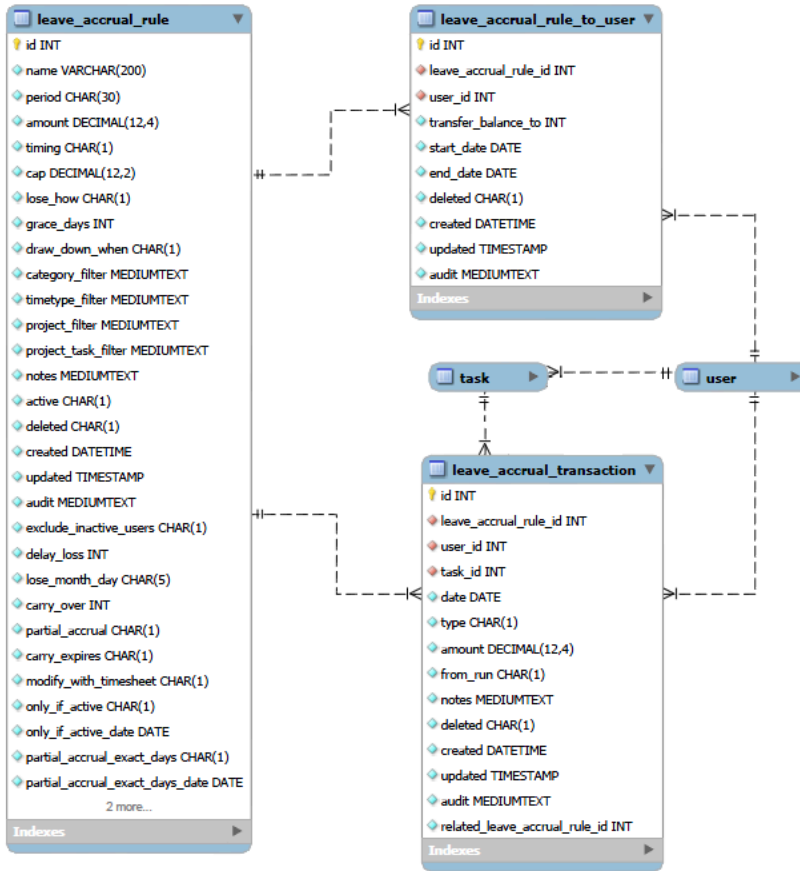 leave_accrual_rule
id INT
name VARCHAR(200)
period CHAR(30)
amount DECIMAL(12,4)
timing CHAR(1)
cap DECIMAL(12,2)
lose_how CHAR(1)
grace_days INT
draw_down_when CHAR(1)
category_filter MEDIUMTEXT
timetype_filter MEDIUMTEXT
project_filter MEDIUMTEXT
project_task_filter MEDIUMTEXT
notes MEDIUMTEXT
active CHAR(1)
deleted CHAR(1)
created DATETIME
updated TIMESTAMP
audit MEDIUMTEXT
exclude_inactive_users CHAR(1)
delay_loss INT
lose_month_day CHAR(5)
carry_over INT
partial_accrual CHAR(1)
carry_expires CHAR(1)
modify_with_timesheet CHAR(1)
only_if_active CHAR(1)
only_if_active_date DATE
partial_accrual_exact_days CHAR(1)
partial_accrual_exact_days_date DATE
2 more...
Indexes
leave_accrual_rule_to_user
id INT
leave_accrual_rule_id INT
user_id INT
transfer_balance_to INT
start_date DATE
end_date DATE
deleted CHAR(1)
created DATETIME
updated TIMESTAMP
audit MEDIUMTEXT
Indexes
task
user
leave_accrual_transaction
id INT
leave_accrual_rule_id INT
user_id INT
task_id INT
date DATE
type CHAR(1)
amount DECIMAL(12,4)
from_run CHAR(1)
notes MEDIUMTEXT
deleted CHAR(1)
created DATETIME
updated TIMESTAMP
audit MEDIUMTEXT
related_leave_accrual_rule_id INT
Indexes